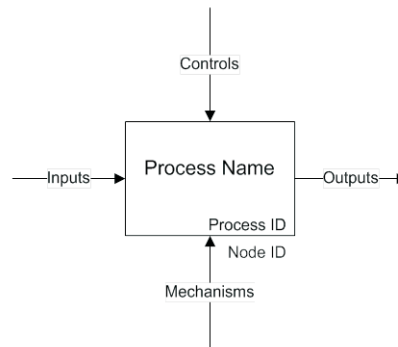 Controls
Process Name
Inputs
Outputs
Process ID
Node ID
Mechanisms